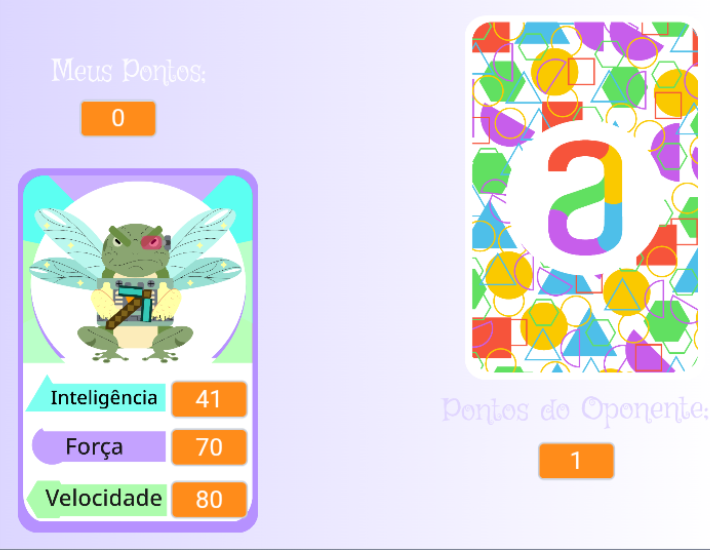 Meus Pontos:
0
a
Inteligência 41
Força 70
Velocidade 80
Pontos do Oponente:
1